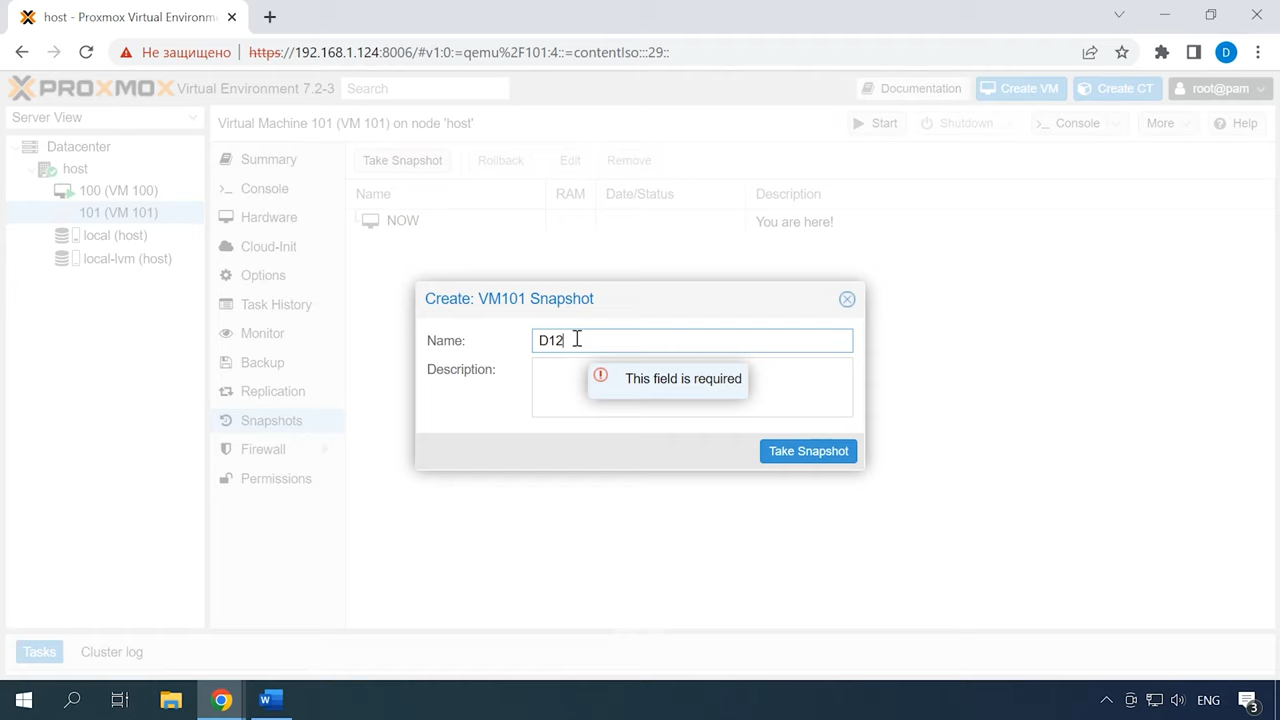 host - Proxmox Virtual Environm
Не защищено
https://192.168.1.124:8006/#v1:0:=qemu%2F101:4::=contentIso:::29::
D
PROXMOX Virtual Environment 7.2-3
Search
Documentation
Create VM
Create CT
root@pam
Server View
Virtual Machine 101 (VM 101) on node 'host'
Start
Shutdown
Console
More
Help
Datacenter
host
100 (VM 100)
101 (VM 101)
local (host)
local-lvm (host)
Summary
Console
Hardware
Cloud-Init
Options
Task History
Monitor
Backup
Replication
Snapshots
Firewall
Permissions
Take Snapshot
Rollback
Edit
Remove
Name
RAM
Date/Status
Description
NOW
You are here!
Create: VM101 Snapshot
Name:
D12
Description:
This field is required
Take Snapshot
Tasks
Cluster log
W
ENG
3